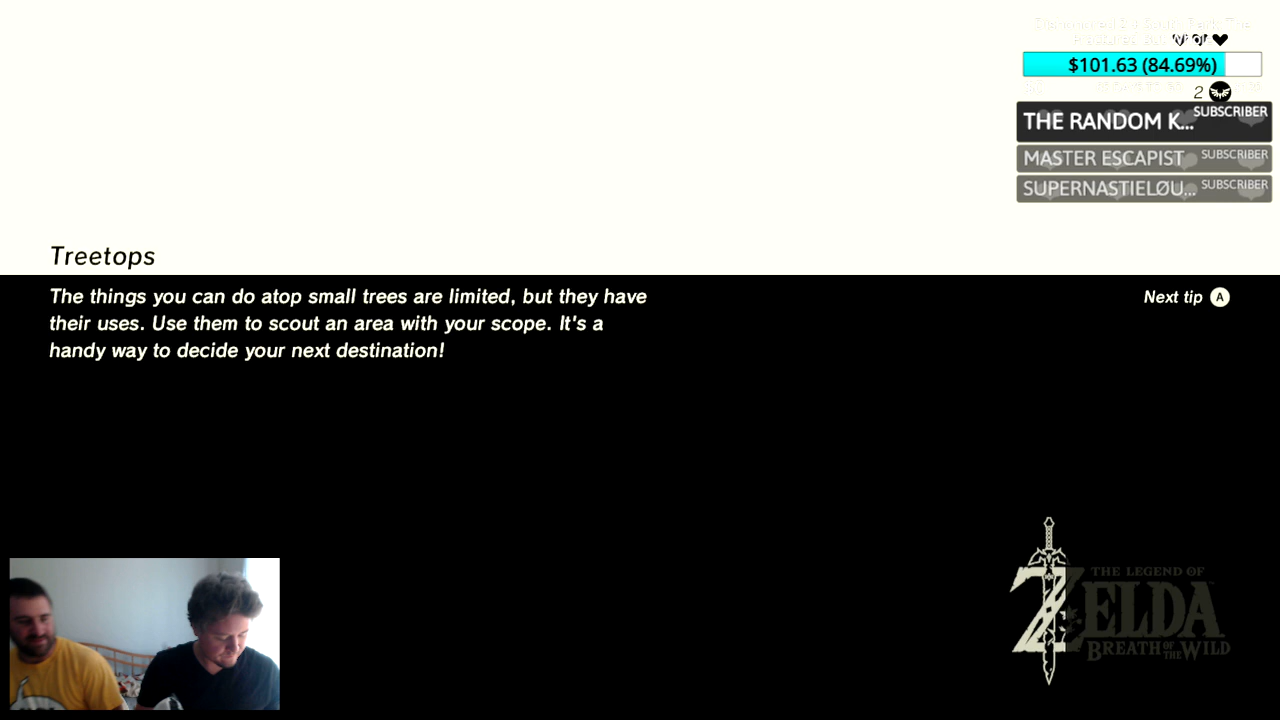 $101.63 (84.69%)
2
THE RANDOM K... SUBSCRIBER
MASTER ESCAPIST SUBSCRIBER
SUPERNASTIELØU... SUBSCRIBER
Treetops
The things you can do atop small trees are limited, but they have
their uses. Use them to scout an area with your scope. It's a
handy way to decide your next destination!
Next tip A
THE LEGEND OF
ZELDA
BREATH OF THE WILD